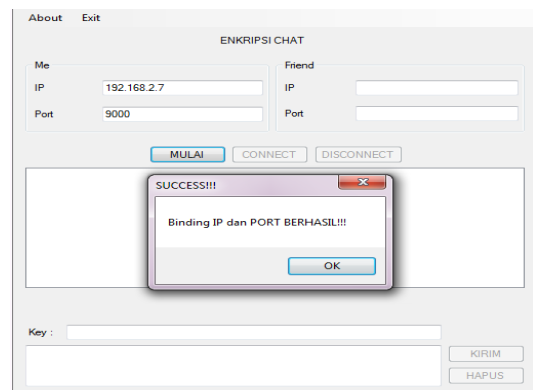 About Exit
ENKRIPSI CHAT
Me
IP 192.168.2.7
Port 9000
Friend
IP
Port
MULAI CONNECT DISCONNECT
SUCCESS!!!
Binding IP dan PORT BERHASIL!!!
OK
Key :
KIRIM
HAPUS